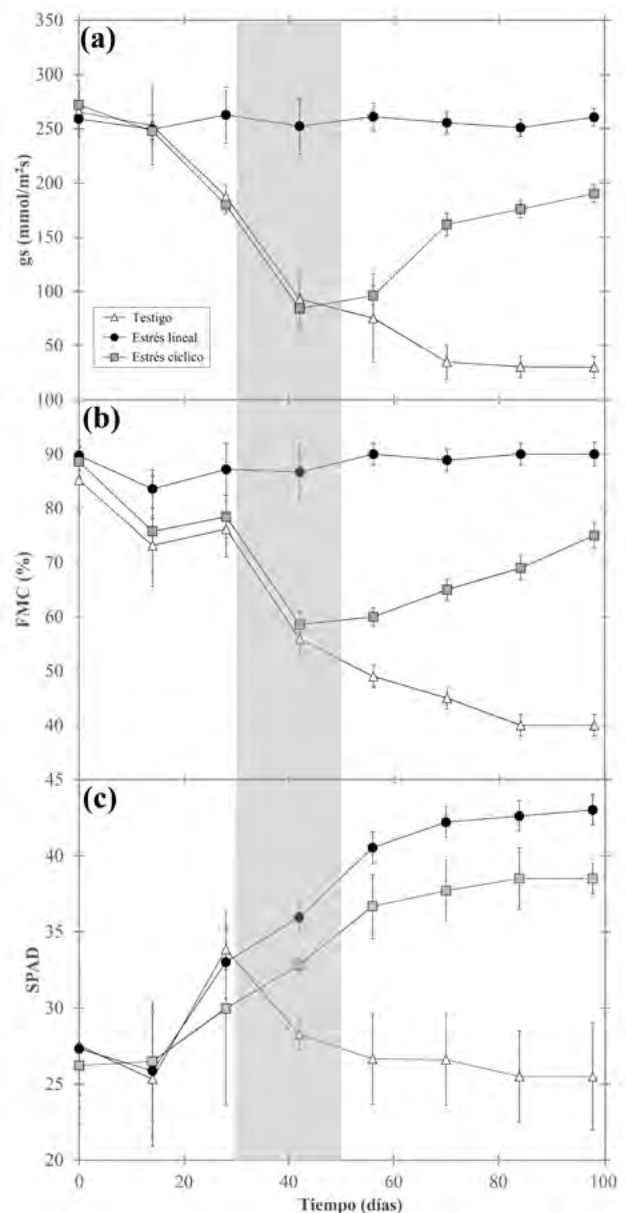 (a)
350
300
250
200
150
100
50
100
gs (mmol/m²s)
Testigo
Estrés lineal
Estrés cíclico
(b)
90
80
70
60
50
40
45
FMC (%)
(c)
40
35
30
25
20
SPAD
0 20 40 60 80 100
Tiempo (días)